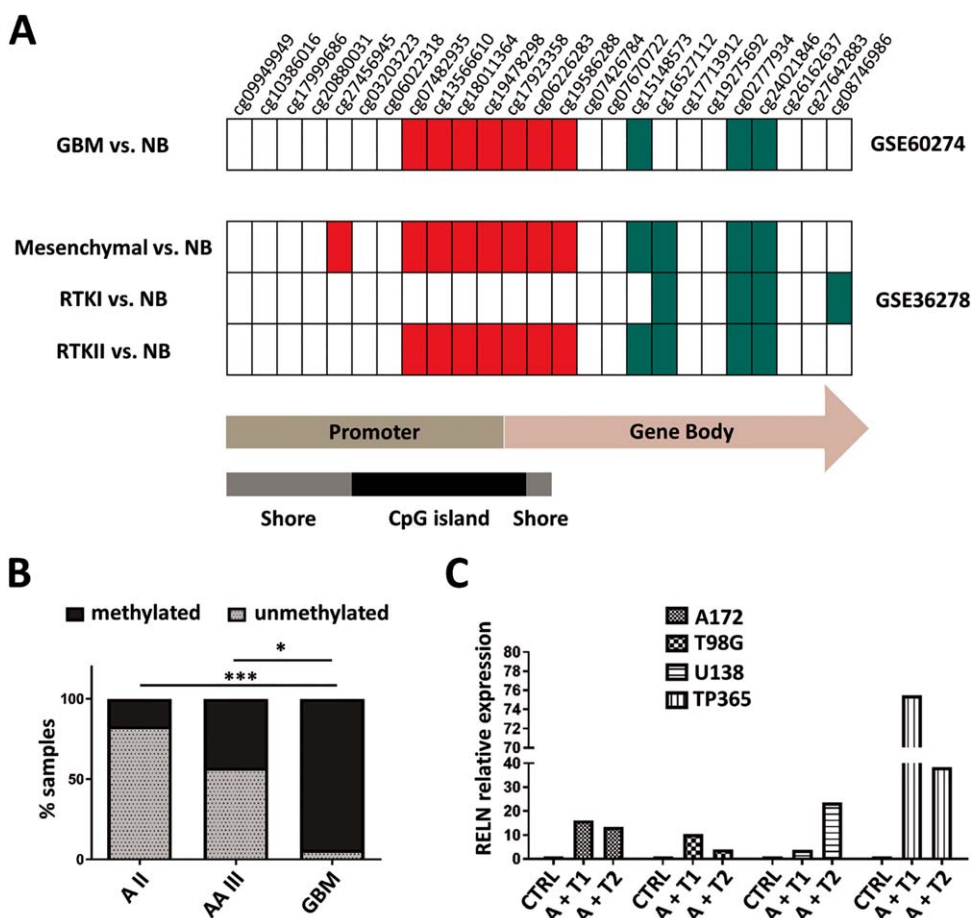 A
cg09949949
cg10386016
cg17999686
cg20880031
cg27456945
cg03203223
cg06022318
cg07482935
cg13566610
cg18011364
cg19478298
cg17923358
cg06226283
cg19586288
cg07426784
cg07670722
cg15148573
cg16527112
cg17713912
cg19275692
cg02777934
cg24021846
cg26162637
cg27642883
cg08746986
GBM vs. NB
GSE60274
Mesenchymal vs. NB
RTKI vs. NB
GSE36278
RTKII vs. NB
Promoter
Gene Body
Shore
CpG island
Shore
B
methylated
unmethylated
*
***
% samples
100
50
0
A II
AA III
GBM
C
A172
T98G
U138
TP365
RELN relative expression
80
78
76
74
72
70
40
30
20
10
0
CTRL
A + T1
A + T2
CTRL
A + T1
A + T2
CTRL
A + T1
A + T2
CTRL
A + T1
A + T2